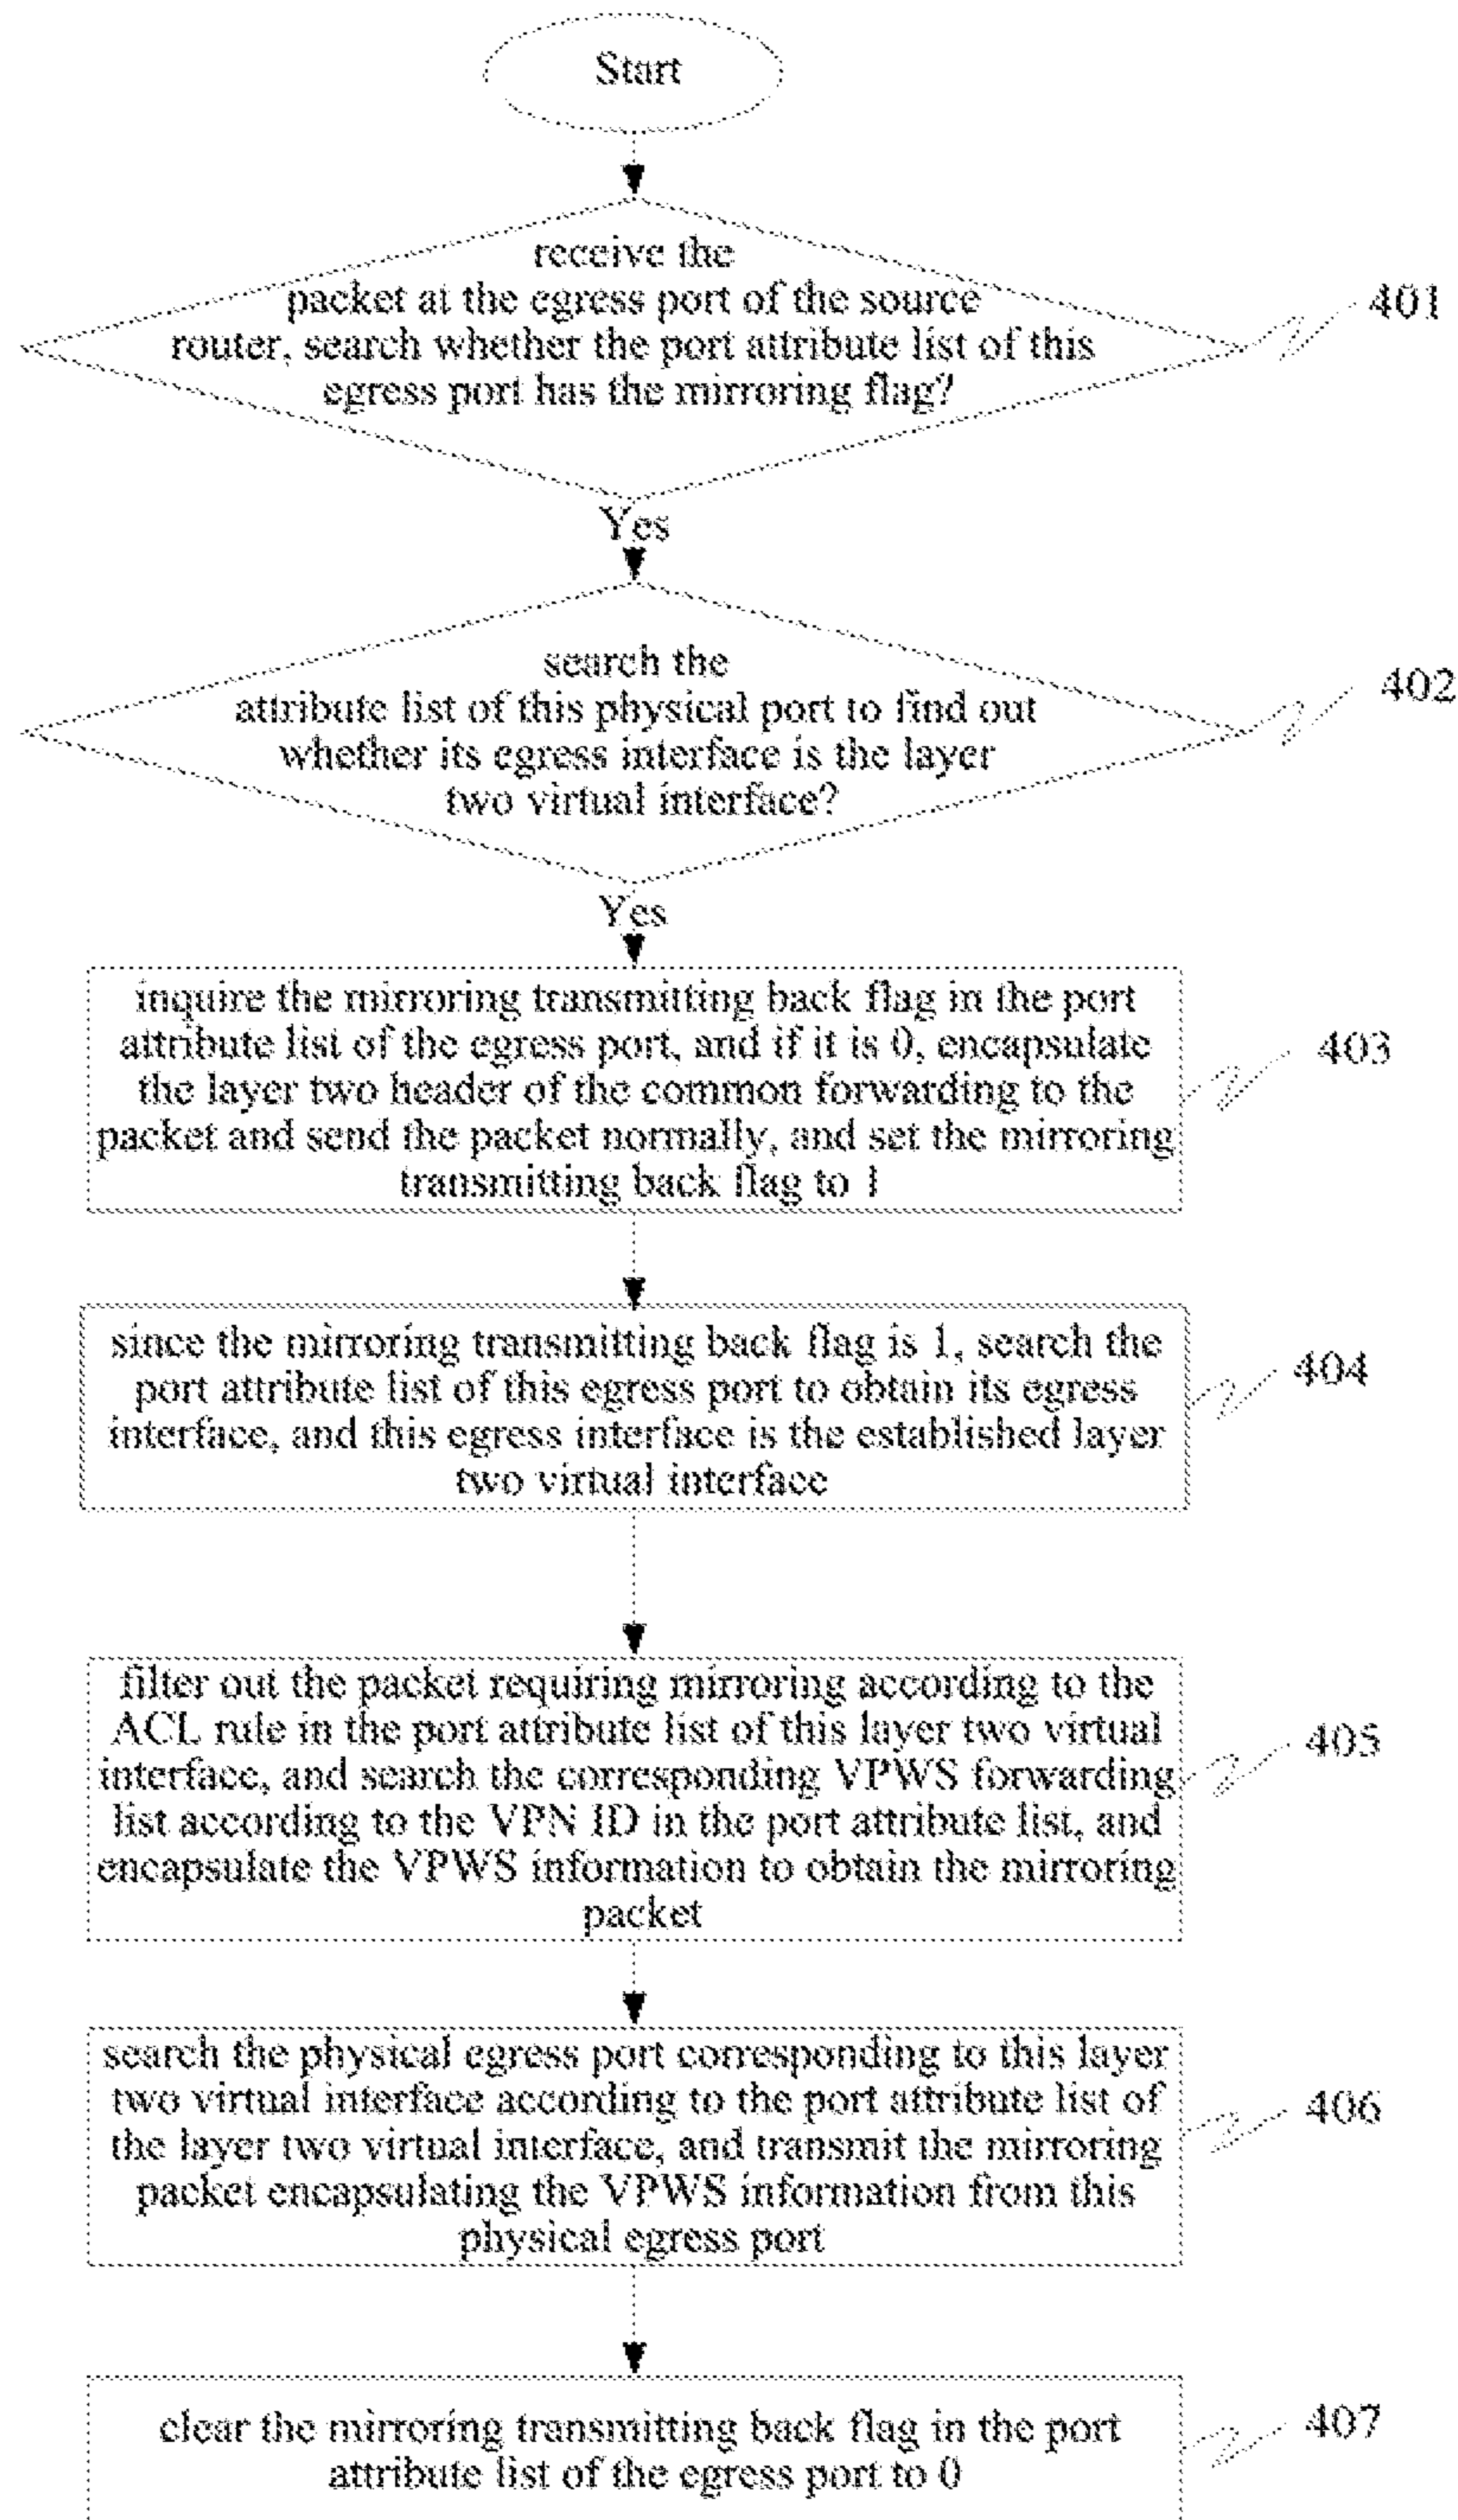 Start
receive the
packet at the egress port of the source
router, search whether the port attribute list of this
egress port has the mirroring flag?
401
Yes
search the
attribute list of this physical port to find out
whether its egress interface is the layer
two virtual interface?
402
Yes
inquire the mirroring transmitting back flag in the port
attribute list of the egress port, and if it is 0, encapsulate
the layer two header of the common forwarding to the
packet and send the packet normally, and set the mirroring
transmitting back flag to 1
403
since the mirroring transmitting back flag is 1, search the
port attribute list of this egress port to obtain its egress
interface, and this egress interface is the established layer
two virtual interface
404
filter out the packet requiring mirroring according to the
ACL rule in the port attribute list of this layer two virtual
interface, and search the corresponding VPWS forwarding
list according to the VPN ID in the port attribute list, and
encapsulate the VPWS information to obtain the mirroring
packet
405
search the physical egress port corresponding to this layer
two virtual interface according to the port attribute list of
the layer two virtual interface, and transmit the mirroring
packet encapsulating the VPWS information from this
physical egress port
406
clear the mirroring transmitting back flag in the port
attribute list of the egress port to 0
407